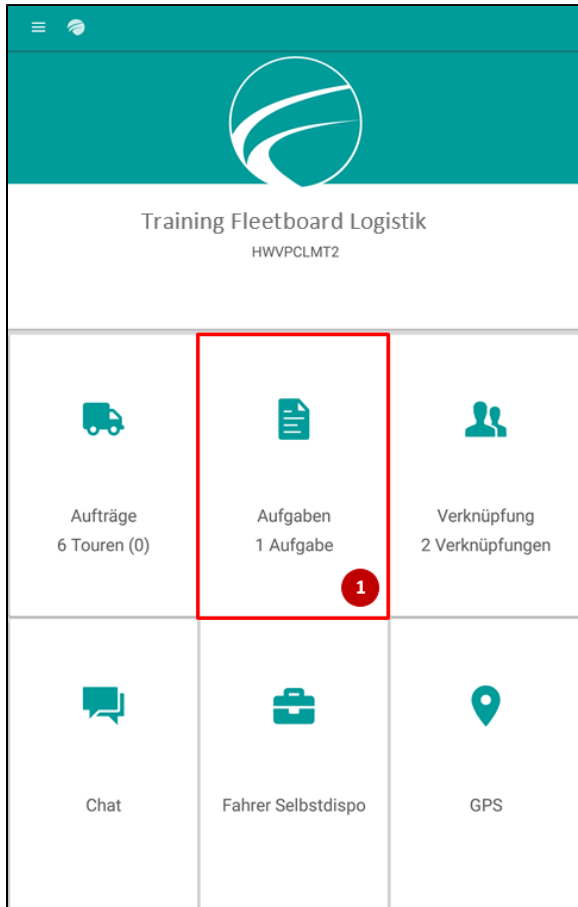 Training Fleetboard Logistik
HWVPCLMT2
Aufträge
6 Touren (0)
Aufgaben
1 Aufgabe
1
Verknüpfung
2 Verknüpfungen
Chat
Fahrer Selbstdispo
GPS